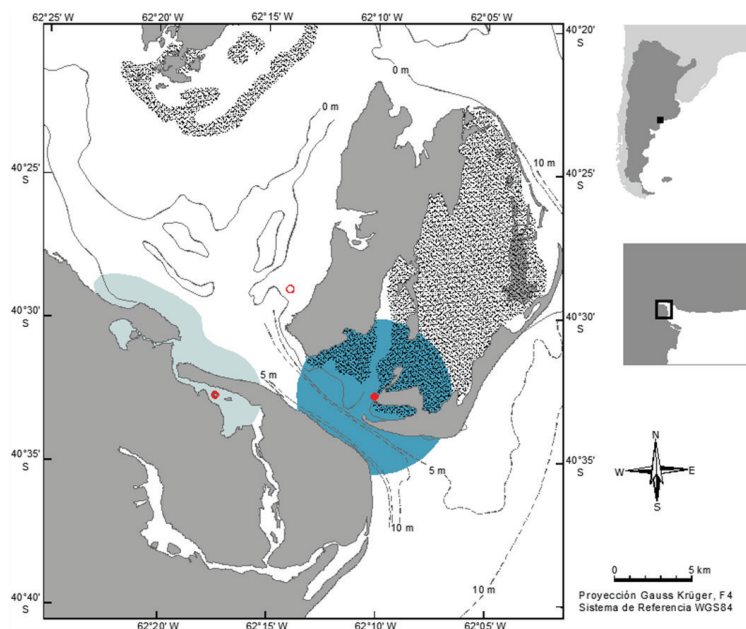 62°20' W 62°15' W 62°10' W 62°05' W
40°20'
S
0 m
0 m
10 m
40°25'
S
40°25'
S
40°30'
S
40°30'
S
5 m
5 m
40°35'
S
40°35'
S
10 m
10 m
40°40'
S
62°20' W 62°15' W 62°10' W 62°05' W
N
W E
S
0 5 km
Proyección Gauss Krüger, F4
Sistema de Referencia WGS84